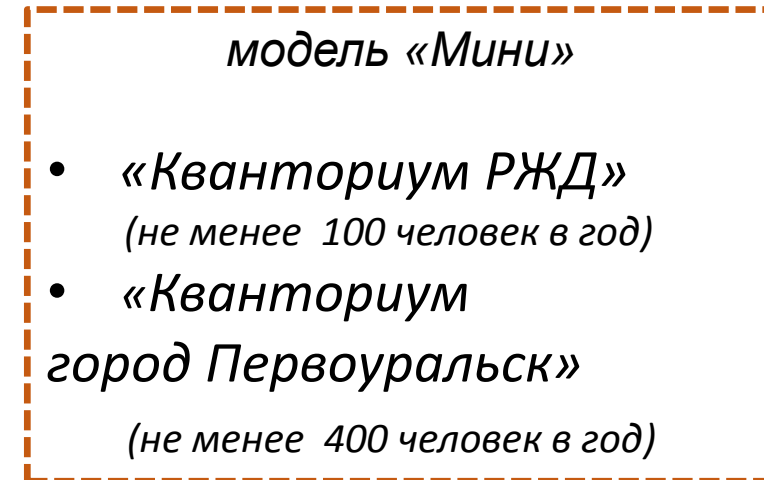 модель «Мини»
• «Кванториум РЖД»
(не менее 100 человек в год)
• «Кванториум
город Первоуральск»
(не менее 400 человек в год)